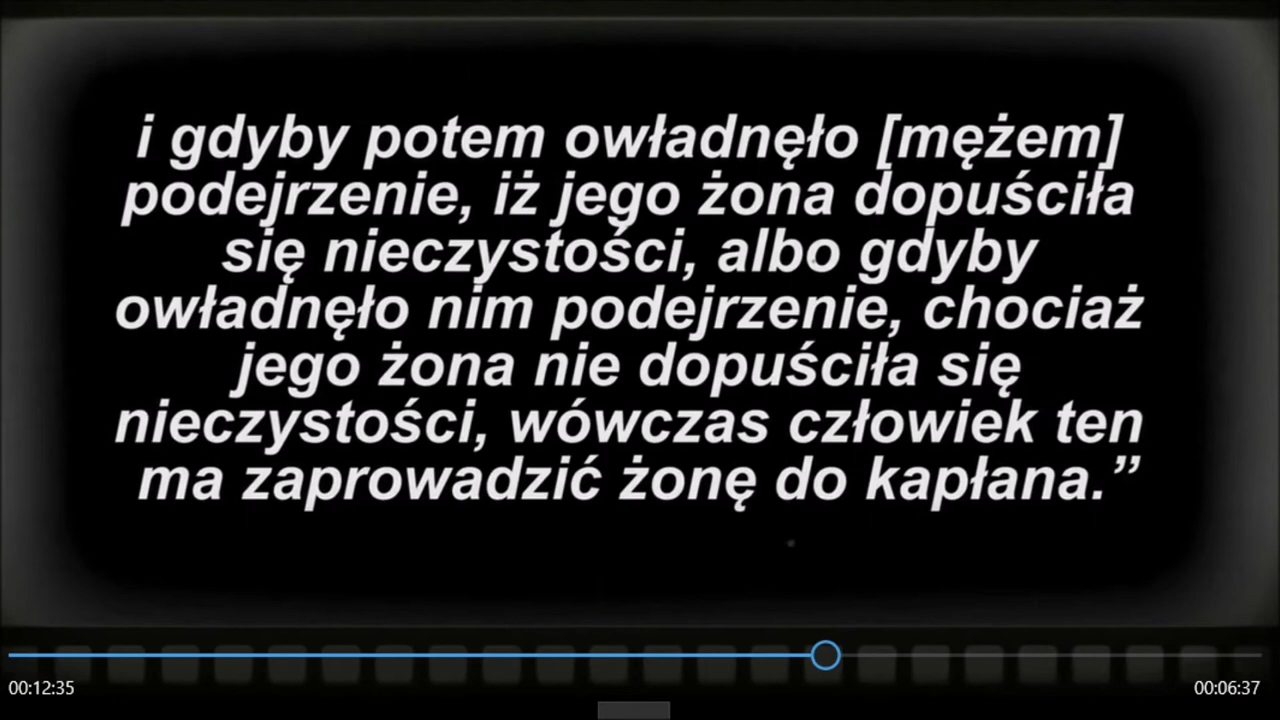 i gdyby potem owładnęło [mężem]
podejrzenie, iż jego żona dopuściła
się nieczystości, albo gdyby
owładnęło nim podejrzenie, chociaż
jego żona nie dopuściła się
nieczystości, wówczas człowiek ten
ma zaprowadzić żonę do kapłana.”
00:12:35
00:06:37